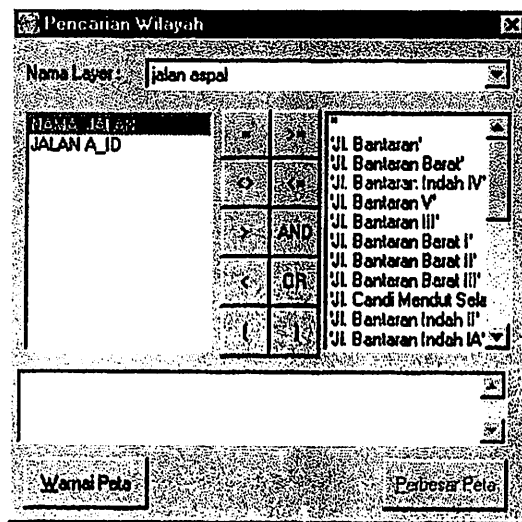 Pencarian Wilayah
Nama Layer : jalan aspal
NAMA_JALAN
JALAN A_ID
= >=
<> <=
> AND
< OR
( )
''
'Jl. Bantaran'
'Jl. Bantaran Barat'
'Jl. Bantaran Indah IV'
'Jl. Bantaran V'
'Jl. Bantaran III'
'Jl. Bantaran Barat I'
'Jl. Bantaran Barat II'
'Jl. Bantaran Barat III'
'Jl. Candi Mendut Sela
'Jl. Bantaran Indah II'
'Jl. Bantaran Indah IA'
Warnai Peta
Perbesar Peta